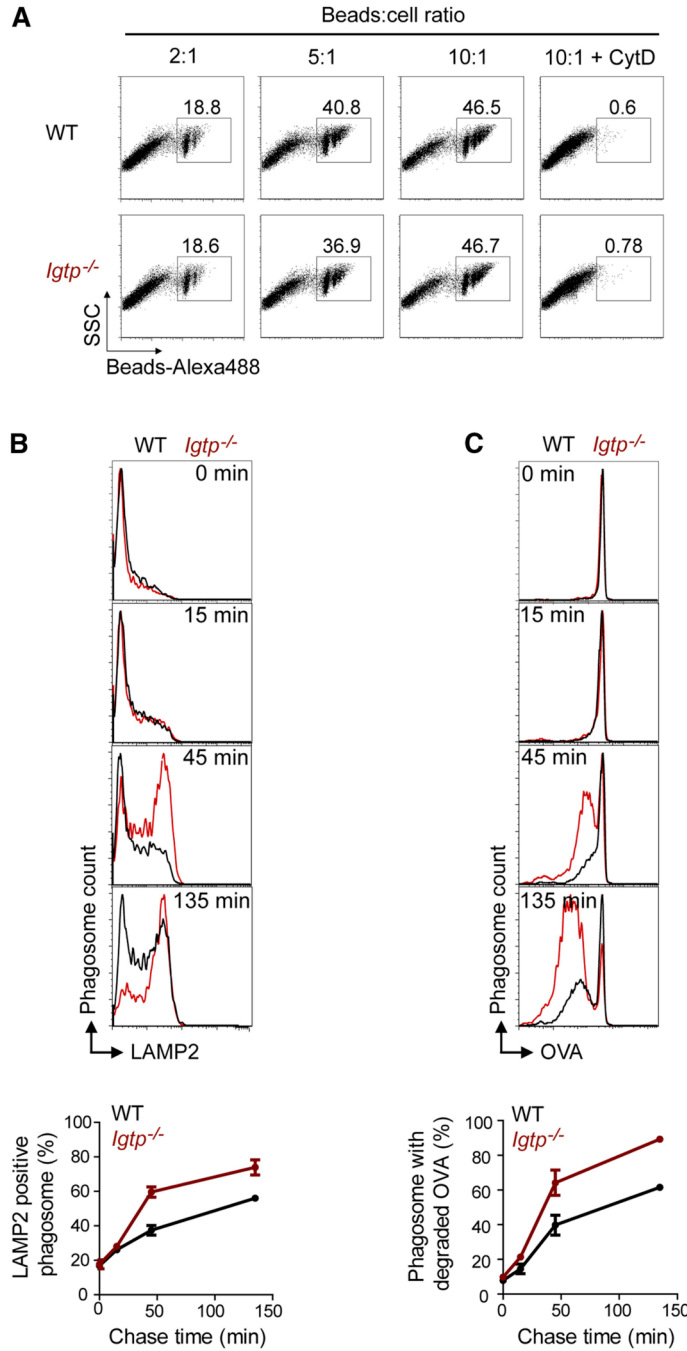 A
Beads:cell ratio
2:1 5:1 10:1 10:1 + CytD
WT 18.8 40.8 46.5 0.6
Igtp-/- 18.6 36.9 46.7 0.78
SSC
Beads-Alexa488
B
WT Igtp-/-
0 min
15 min
45 min
135 min
Phagosome count
LAMP2
C
WT Igtp-/-
0 min
15 min
45 min
135 min
Phagosome count
OVA
WT
Igtp-/-
LAMP2 positive
phagosome (%)
100
80
60
40
20
0
0 50 100 150
Chase time (min)
WT
Igtp-/-
Phagosome with
degraded OVA (%)
100
80
60
40
20
0
0 50 100 150
Chase time (min)